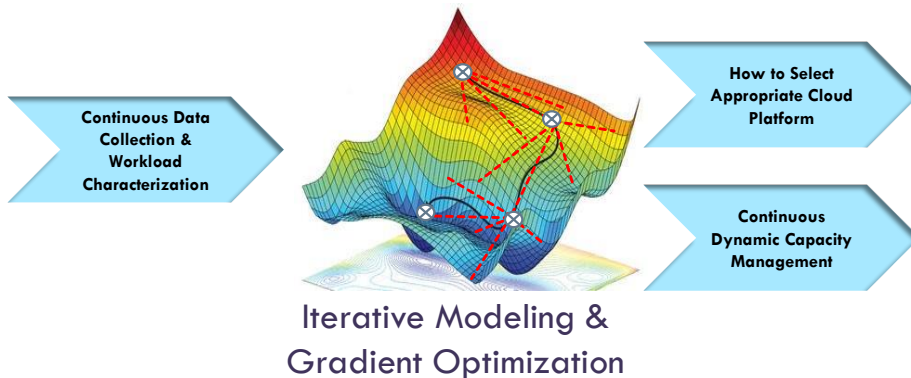 Continuous Data
Collection &
Workload
Characterization
How to Select
Appropriate Cloud
Platform
Continuous
Dynamic Capacity
Management
Iterative Modeling &
Gradient Optimization